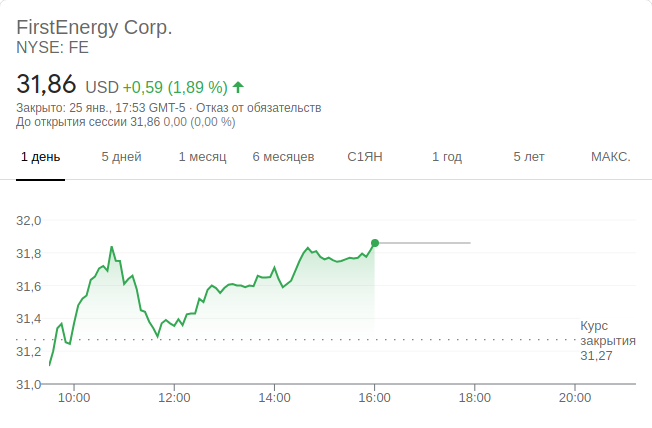 FirstEnergy Corp.
NYSE: FE
31,86 USD +0,59 (1,89 %)
Закрыто: 25 янв., 17:53 GMT-5 · Отказ от обязательств
До открытия сессии 31,86 0,00 (0,00 %)
1 день 5 дней 1 месяц 6 месяцев С1ЯН 1 год 5 лет МАКС.
32,0
31,8
31,6
31,4
Курс
закрытия
31,27
31,2
31,0
10:00 12:00 14:00 16:00 18:00 20:00